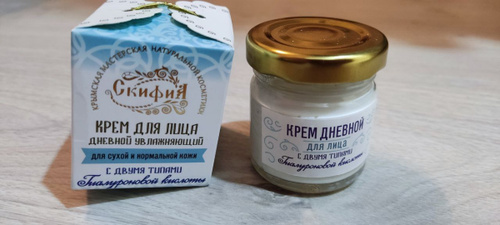 КРЫМСКАЯ МАСТЕРСКАЯ НАТУРАЛЬНОЙ КОСМЕТИКИ
СКИФИЯ
КРЕМ ДЛЯ ЛИЦА
ДНЕВНОЙ УВЛАЖНЯЮЩИЙ
для сухой и нормальной кожи
С ДВУМЯ ТИПАМИ
Гиалуроновой кислоты
КРЕМ ДНЕВНОЙ
ДЛЯ ЛИЦА
С ДВУМЯ ТИПАМИ
Гиалуроновой кислоты